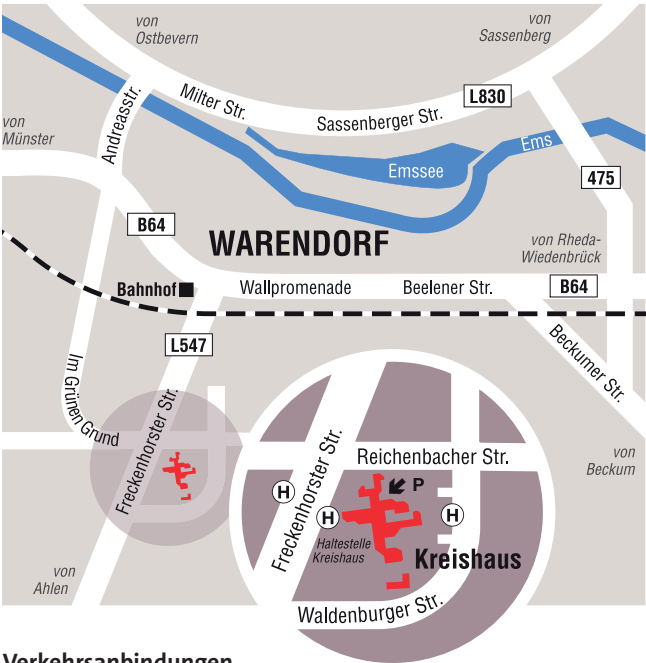 von
Ostbevern
von
Sassenberg
L830
Milter Str.
Sassenberger Str.
von
Münster
Andreasstr.
Emssee
Ems
475
B64
WARENDORF
von Rheda-
Wiedenbrück
Bahnhof
Wallpromenade
Beelener Str.
B64
L547
Beckumer Str.
Im Grünen Grund
Freckenhorster Str.
Freckenhorster Str.
Reichenbacher Str.
von
Beckum
P
H
H
H
Haltestelle
Kreishaus
Kreishaus
von
Ahlen
Waldenburger Str.
Verkehrsanbindungen